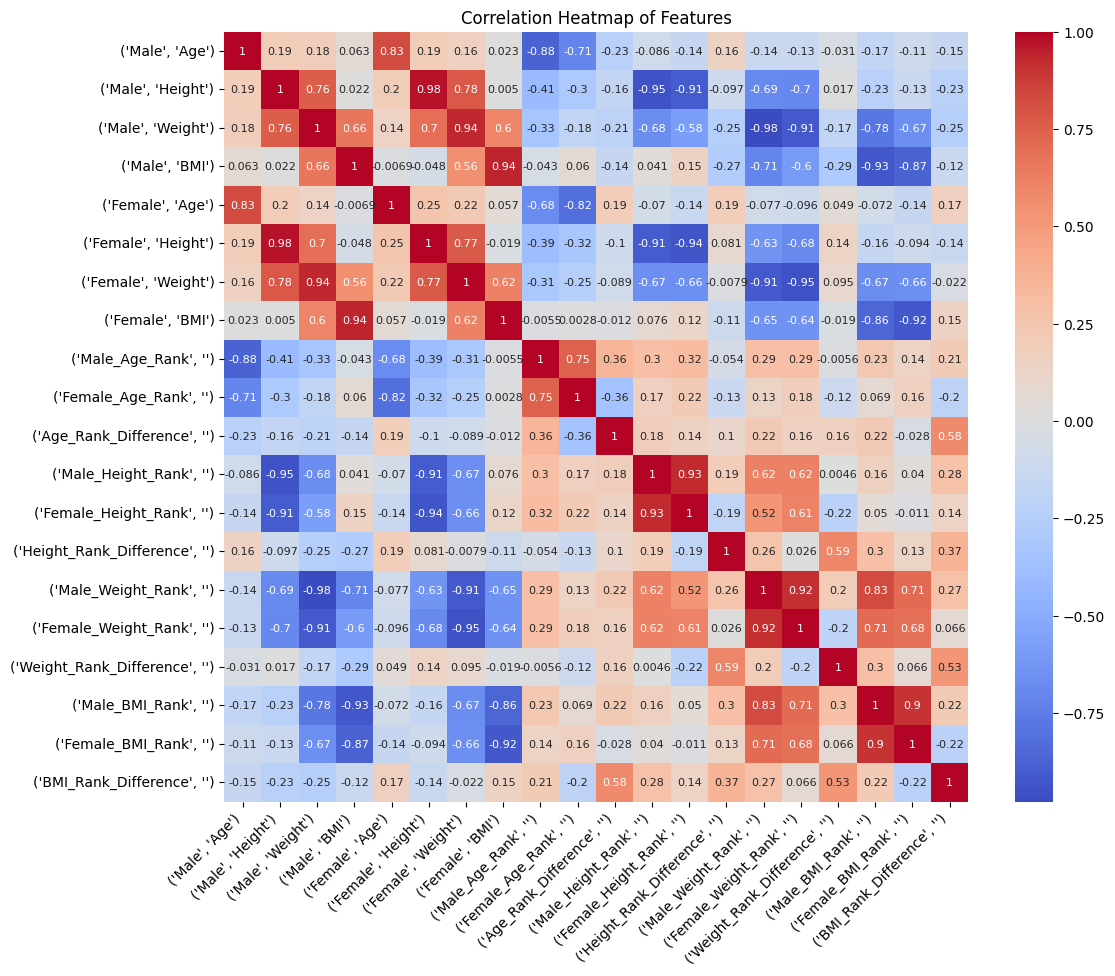 Correlation Heatmap of Features
('Male', 'Age') 1 0.19 0.18 0.063 0.83 0.19 0.16 0.023 -0.88 -0.71 -0.23 -0.086 -0.14 0.16 -0.14 -0.13 -0.031 -0.17 -0.11 -0.15
('Male', 'Height') 0.19 1 0.76 0.022 0.2 0.98 0.78 0.005 -0.41 -0.3 -0.16 -0.95 -0.91 -0.097 -0.69 -0.7 0.017 -0.23 -0.13 -0.23
('Male', 'Weight') 0.18 0.76 1 0.66 0.14 0.7 0.94 0.6 -0.33 -0.18 -0.21 -0.68 -0.58 -0.25 -0.98 -0.91 -0.17 -0.78 -0.67 -0.25
('Male', 'BMI') 0.063 0.022 0.66 1 -0.0069 -0.048 0.56 0.94 -0.043 0.06 -0.14 0.041 0.15 -0.27 -0.71 -0.6 -0.29 -0.93 -0.87 -0.12
('Female', 'Age') 0.83 0.2 0.14 -0.0069 1 0.25 0.22 0.057 -0.68 -0.82 0.19 -0.07 -0.14 0.19 -0.077 -0.096 0.049 -0.072 -0.14 0.17
('Female', 'Height') 0.19 0.98 0.7 -0.048 0.25 1 0.77 -0.019 -0.39 -0.32 -0.1 -0.91 -0.94 0.081 -0.63 -0.68 0.14 -0.16 -0.094 -0.14
('Female', 'Weight') 0.16 0.78 0.94 0.56 0.22 0.77 1 0.62 -0.31 -0.25 -0.089 -0.67 -0.66 -0.0079 -0.91 -0.95 0.095 -0.67 -0.66 -0.022
('Female', 'BMI') 0.023 0.005 0.6 0.94 0.057 -0.019 0.62 1 -0.0055 0.0028 -0.012 0.076 0.12 -0.11 -0.65 -0.64 -0.019 -0.86 -0.92 0.15
('Male_Age_Rank', '') -0.88 -0.41 -0.33 -0.043 -0.68 -0.39 -0.31 -0.0055 1 0.75 0.36 0.3 0.32 -0.054 0.29 0.29 -0.0056 0.23 0.14 0.21
('Female_Age_Rank', '') -0.71 -0.3 -0.18 0.06 -0.82 -0.32 -0.25 0.0028 0.75 1 -0.36 0.17 0.22 -0.13 0.13 0.18 -0.12 0.069 0.16 -0.2
('Age_Rank_Difference', '') -0.23 -0.16 -0.21 -0.14 0.19 -0.1 -0.089 -0.012 0.36 -0.36 1 0.18 0.14 0.1 0.22 0.16 0.16 0.22 -0.028 0.58
('Male_Height_Rank', '') -0.086 -0.95 -0.68 0.041 -0.07 -0.91 -0.67 0.076 0.3 0.17 0.18 1 0.93 0.19 0.62 0.62 0.0046 0.16 0.04 0.28
('Female_Height_Rank', '') -0.14 -0.91 -0.58 0.15 -0.14 -0.94 -0.66 0.12 0.32 0.22 0.14 0.93 1 -0.19 0.52 0.61 -0.22 0.05 -0.011 0.14
('Height_Rank_Difference', '') 0.16 -0.097 -0.25 -0.27 0.19 0.081 -0.0079 -0.11 -0.054 -0.13 0.1 0.19 -0.19 1 0.26 0.026 0.59 0.3 0.13 0.37
('Male_Weight_Rank', '') -0.14 -0.69 -0.98 -0.71 -0.077 -0.63 -0.91 -0.65 0.29 0.13 0.22 0.62 0.52 0.26 1 0.92 0.2 0.83 0.71 0.27
('Female_Weight_Rank', '') -0.13 -0.7 -0.91 -0.6 -0.096 -0.68 -0.95 -0.64 0.29 0.18 0.16 0.62 0.61 0.026 0.92 1 -0.2 0.71 0.68 0.066
('Weight_Rank_Difference', '') -0.031 0.017 -0.17 -0.29 0.049 0.14 0.095 -0.019 -0.0056 -0.12 0.16 0.0046 -0.22 0.59 0.2 -0.2 1 0.3 0.066 0.53
('Male_BMI_Rank', '') -0.17 -0.23 -0.78 -0.93 -0.072 -0.16 -0.67 -0.86 0.23 0.069 0.22 0.16 0.05 0.3 0.83 0.71 0.3 1 0.9 0.22
('Female_BMI_Rank', '') -0.11 -0.13 -0.67 -0.87 -0.14 -0.094 -0.66 -0.92 0.14 0.16 -0.028 0.04 -0.011 0.13 0.71 0.68 0.066 0.9 1 -0.22
('BMI_Rank_Difference', '') -0.15 -0.23 -0.25 -0.12 0.17 -0.14 -0.022 0.15 0.21 -0.2 0.58 0.28 0.14 0.37 0.27 0.066 0.53 0.22 -0.22 1
('Male', 'Age')
('Male', 'Height')
('Male', 'Weight')
('Male', 'BMI')
('Female', 'Age')
('Female', 'Height')
('Female', 'Weight')
('Female', 'BMI')
('Male_Age_Rank', '')
('Female_Age_Rank', '')
('Age_Rank_Difference', '')
('Male_Height_Rank', '')
('Female_Height_Rank', '')
('Height_Rank_Difference', '')
('Male_Weight_Rank', '')
('Female_Weight_Rank', '')
('Weight_Rank_Difference', '')
('Male_BMI_Rank', '')
('Female_BMI_Rank', '')
('BMI_Rank_Difference', '')
1.00
0.75
0.50
0.25
0.00
−0.25
−0.50
−0.75